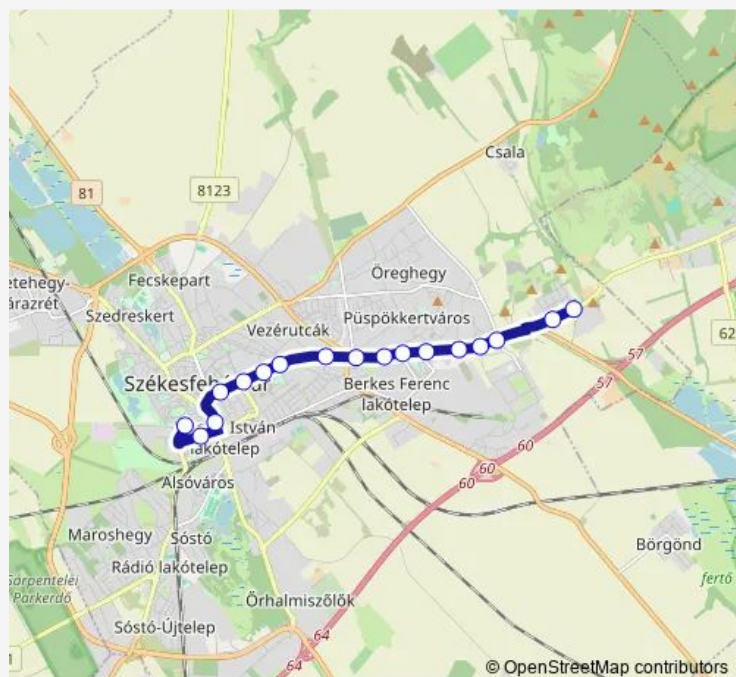 Csala
81
8123
Öreghegy
Fecskepart
etehegy-
árazrét
Szedreskert
Vezérutcák
Püspökkertváros
62
57
57
Székesfehérvár
Berkes Ferenc
lakótelep
István
lakótelep
60
60
60
Alsóváros
Maroshegy
Sóstó
Börgönd
Rádió lakótelep
Sárpentelei
Parkerdő
fertő
Őrhalmiszőlők
Sóstó-Újtelep
64
64
1
© OpenStreetMap contributors